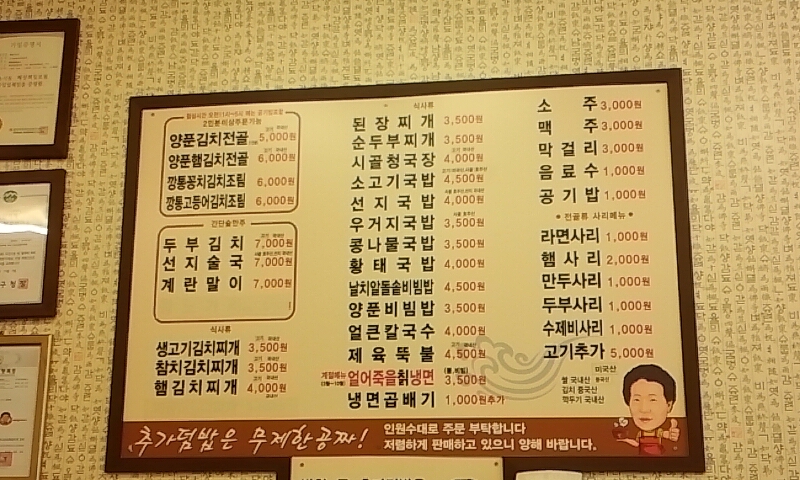 2인분이상주문가능
양푼김치전골 5,000원
양푼햄김치전골 6,000원
깡통꽁치김치조림 6,000원
깡통고등어김치조림 6,000원
간단술안주
두부김치 7,000원
선지술국 7,000원
계란말이 7,000원
식사류
생고기김치찌개 3,500원
참치김치찌개 3,500원
햄김치찌개 4,000원
식사류
된장찌개 3,500원
순두부찌개 3,500원
시골청국장 4,000원
소고기국밥 4,500원
선지국밥 4,000원
우거지국밥 3,500원
콩나물국밥 3,500원
황태국밥 4,000원
날치알돌솥비빔밥 4,500원
양푼비빔밥 3,500원
얼큰칼국수 4,000원
제육뚝불 4,500원
계절메뉴 얼어죽을칡냉면 (물,비빔) 3,500원
냉면곱배기 1,000원추가
소주 3,000원
맥주 3,000원
막걸리 3,000원
음료수 1,000원
공기밥 1,000원
전골류 사리메뉴
라면사리 1,000원
햄사리 2,000원
만두사리 1,000원
두부사리 1,000원
수제비사리 1,000원
고기추가 5,000원
미국산
쌀 국내산
김치 중국산
깍두기 국내산
추가덤밥은 무제한공짜!
인원수대로 주문 부탁합니다
저렴하게 판매하고 있으니 양해 바랍니다.